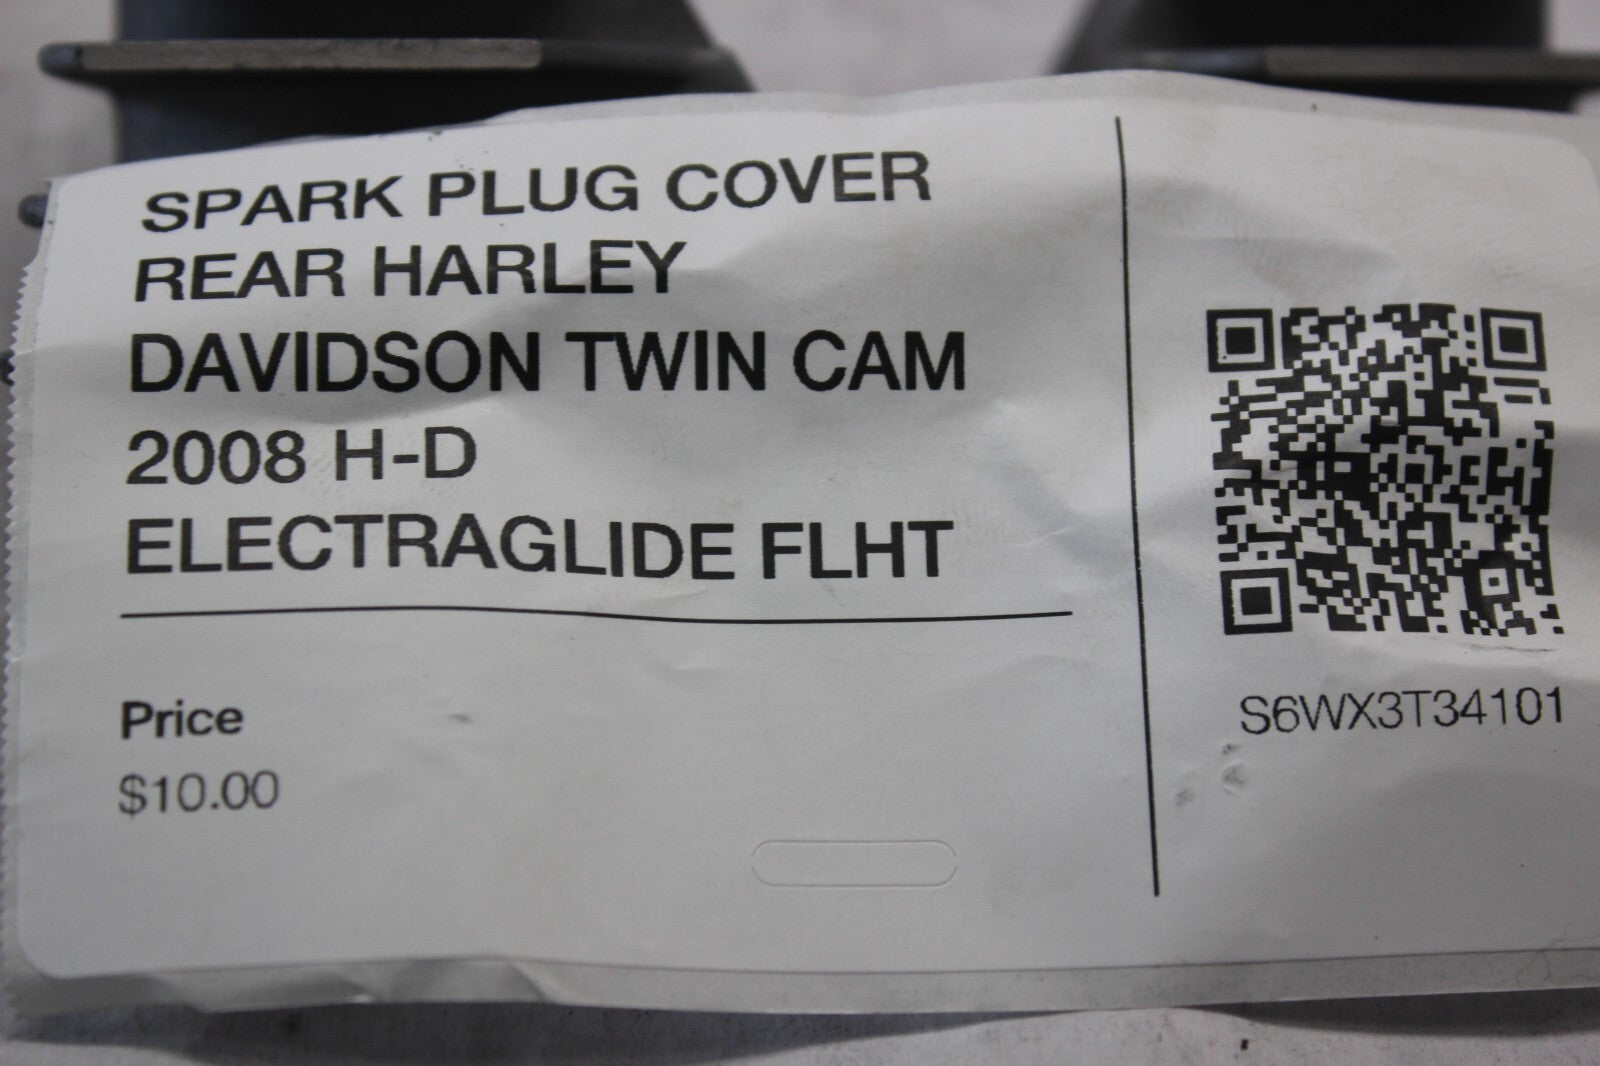 SPARK PLUG COVER
REAR HARLEY
DAVIDSON TWIN CAM
2008 H-D
ELECTRAGLIDE FLHT
Price
$10.00
S6WX3T34101